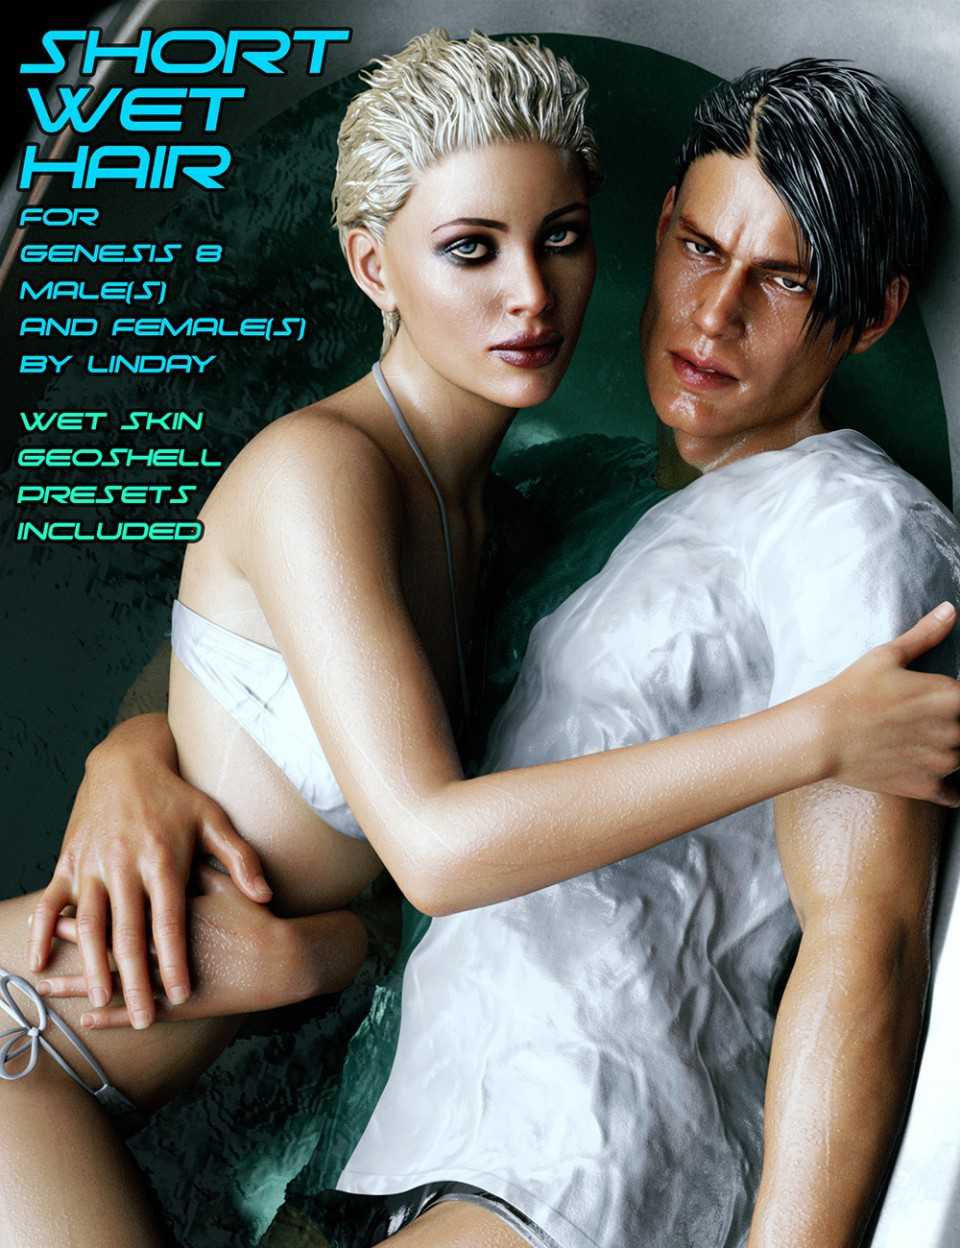 SHORT
WET
HAIR
FOR
GENESIS 8
MALE(S)
AND FEMALE(S)
BY LINDAY
WET SKIN
GEOSHELL
PRESETS
INCLUDED